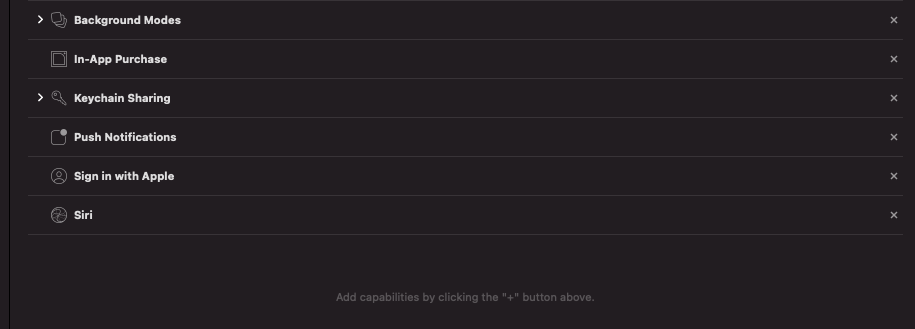 Background Modes
In-App Purchase
Keychain Sharing
Push Notifications
Sign in with Apple
Siri
Add capabilities by clicking the "+" button above.